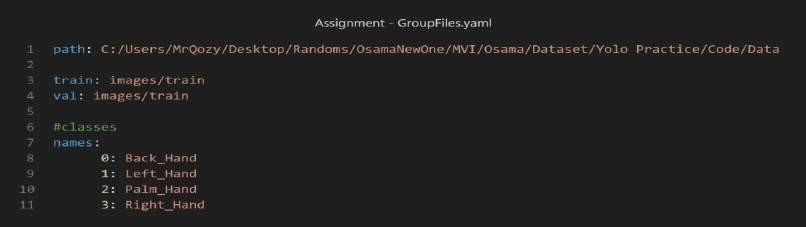 Assignment - GroupFiles.yaml
1 path: C:/Users/MrQozy/Desktop/Randoms/OsamaNewOne/MVI/Osama/Dataset/Yolo Practice/Code/Data
2
3 train: images/train
4 val: images/train
5
6 #classes
7 names:
8 0: Back_Hand
9 1: Left_Hand
10 2: Palm_Hand
11 3: Right_Hand